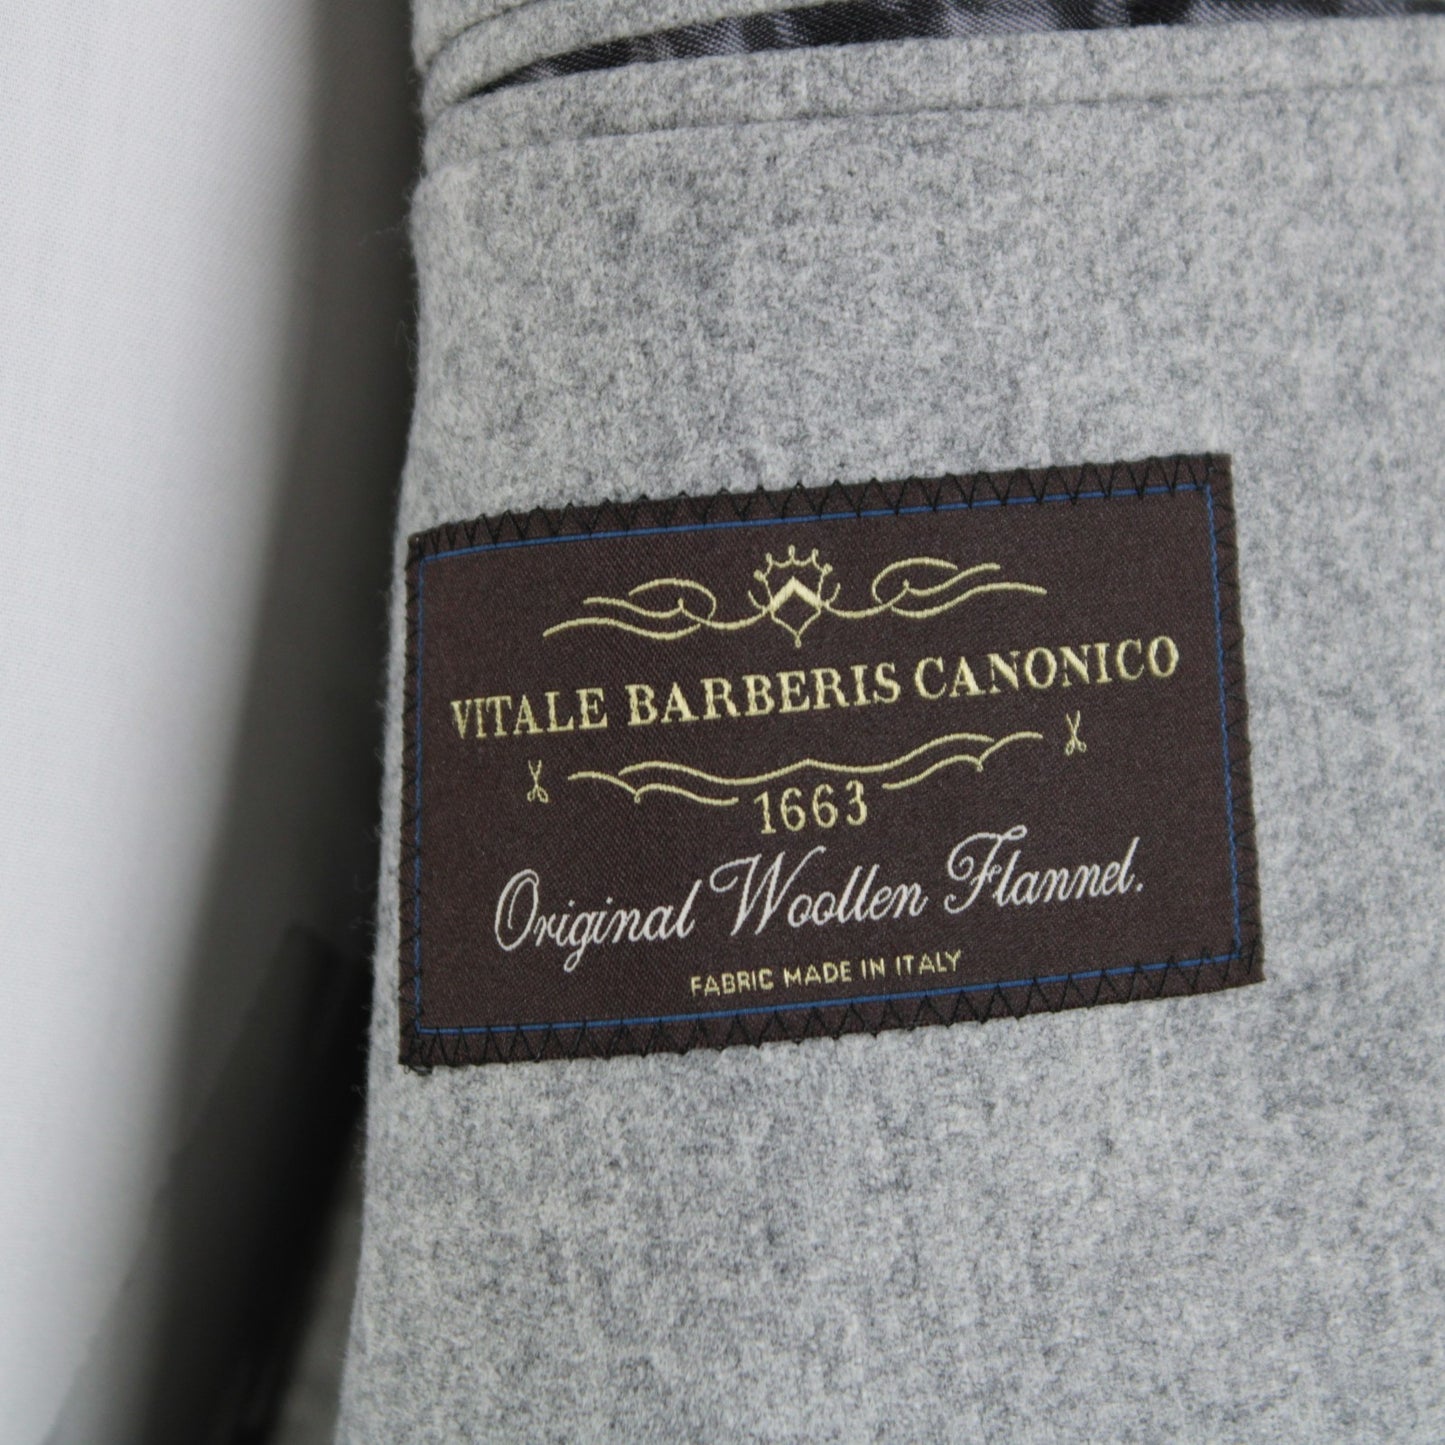 VITALE BARBERIS CANONICO
1663
Original Woollen Flannel.
FABRIC MADE IN ITALY